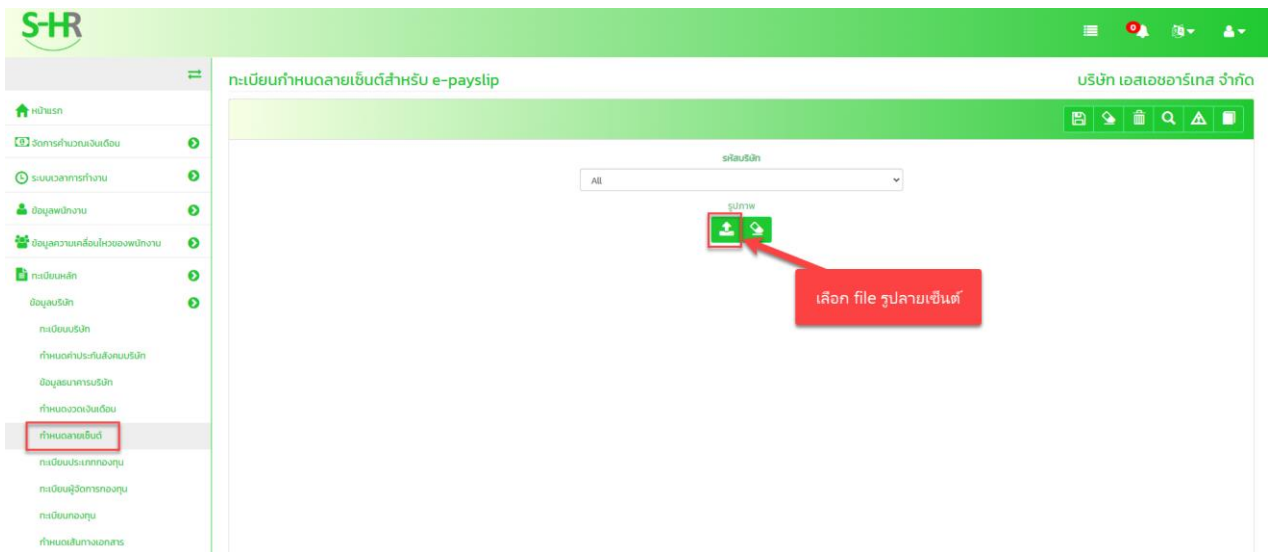 S-HR
0
ทะเบียนกำหนดลายเซ็นต์สำหรับ e-payslip
บริษัท เอสเอชอาร์เทส จำกัด
หน้าแรก
จัดการคำนวณเงินเดือน
ระบบเวลาการทำงาน
ข้อมูลพนักงาน
ข้อมูลความเคลื่อนไหวของพนักงาน
ทะเบียนหลัก
ข้อมูลบริษัท
ทะเบียนบริษัท
กำหนดค่าประกันสังคมบริษัท
ข้อมูลธนาคารบริษัท
กำหนดงวดเงินเดือน
กำหนดลายเซ็นต์
ทะเบียนประเภทกองทุน
ทะเบียนผู้จัดการกองทุน
ทะเบียนกองทุน
กำหนดเส้นทางเอกสาร
รหัสบริษัท
All
รูปภาพ
เลือก file รูปลายเซ็นต์